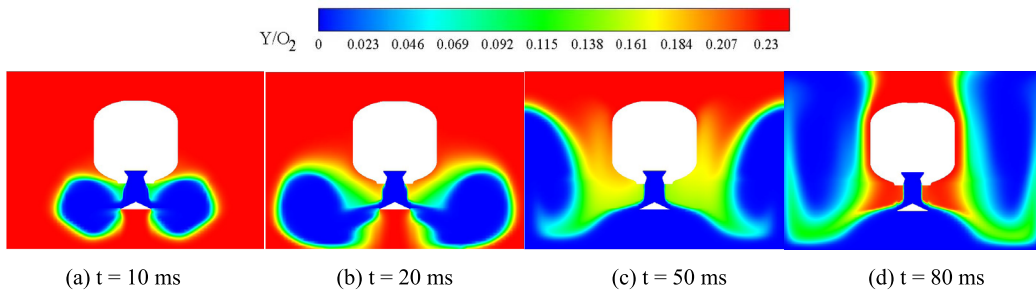 Y/O2
0 0.023 0.046 0.069 0.092 0.115 0.138 0.161 0.184 0.207 0.23
(a) t = 10 ms (b) t = 20 ms (c) t = 50 ms (d) t = 80 ms